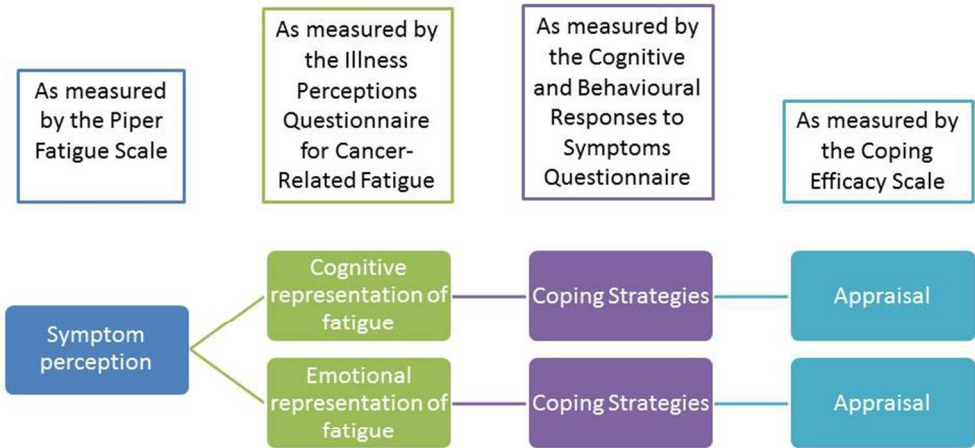 As measured
by the Piper
Fatigue Scale
As measured by
the Illness
Perceptions
Questionnaire
for Cancer-
Related Fatigue
As measured by
the Cognitive
and Behavioural
Responses to
Symptoms
Questionnaire
As measured by
the Coping
Efficacy Scale
Symptom
perception
Cognitive
representation of
fatigue
Coping Strategies
Appraisal
Emotional
representation of
fatigue
Coping Strategies
Appraisal